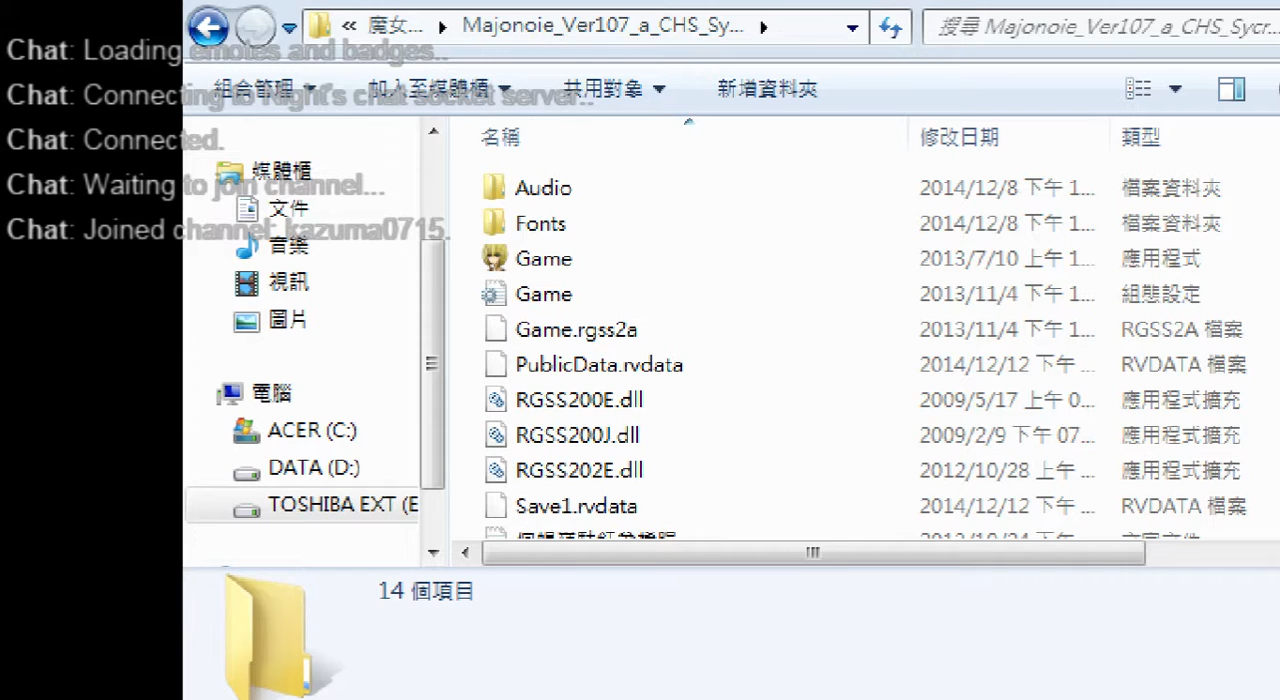 « 魔女... ▸ Majonoie_Ver107_a_CHS_Sy... ▸
搜尋 Majonoie_Ver107_a_CHS_Sycr...
Chat: Loading emotes and badges..
組合管理 加入至媒體櫃 共用對象 新增資料夾
Chat: Connecting to Night's chat socket server..
名稱 修改日期 類型
Chat: Connected.
Chat: Waiting to join channel...
Chat: Joined channel: kazuma0715.
媒體櫃
文件
音樂
視訊
圖片
電腦
ACER (C:)
DATA (D:)
TOSHIBA EXT (E
Audio 2014/12/8 下午 1... 檔案資料夾
Fonts 2014/12/8 下午 1... 檔案資料夾
Game 2013/7/10 上午 1... 應用程式
Game 2013/11/4 下午 1... 組態設定
Game.rgss2a 2013/11/4 下午 1... RGSS2A 檔案
PublicData.rvdata 2014/12/12 下午 ... RVDATA 檔案
RGSS200E.dll 2009/5/17 上午 0... 應用程式擴充
RGSS200J.dll 2009/2/9 下午 07... 應用程式擴充
RGSS202E.dll 2012/10/28 上午 ... 應用程式擴充
Save1.rvdata 2014/12/12 下午 ... RVDATA 檔案
14 個項目